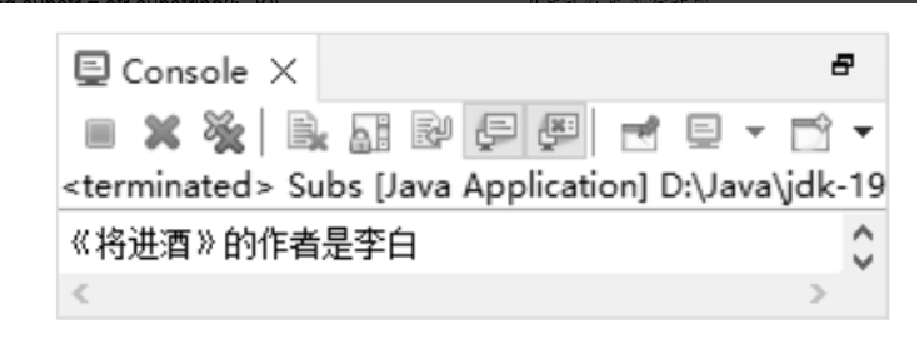 Console
<terminated> Subs [Java Application] D:\Java\jdk-19
《将进酒》的作者是李白